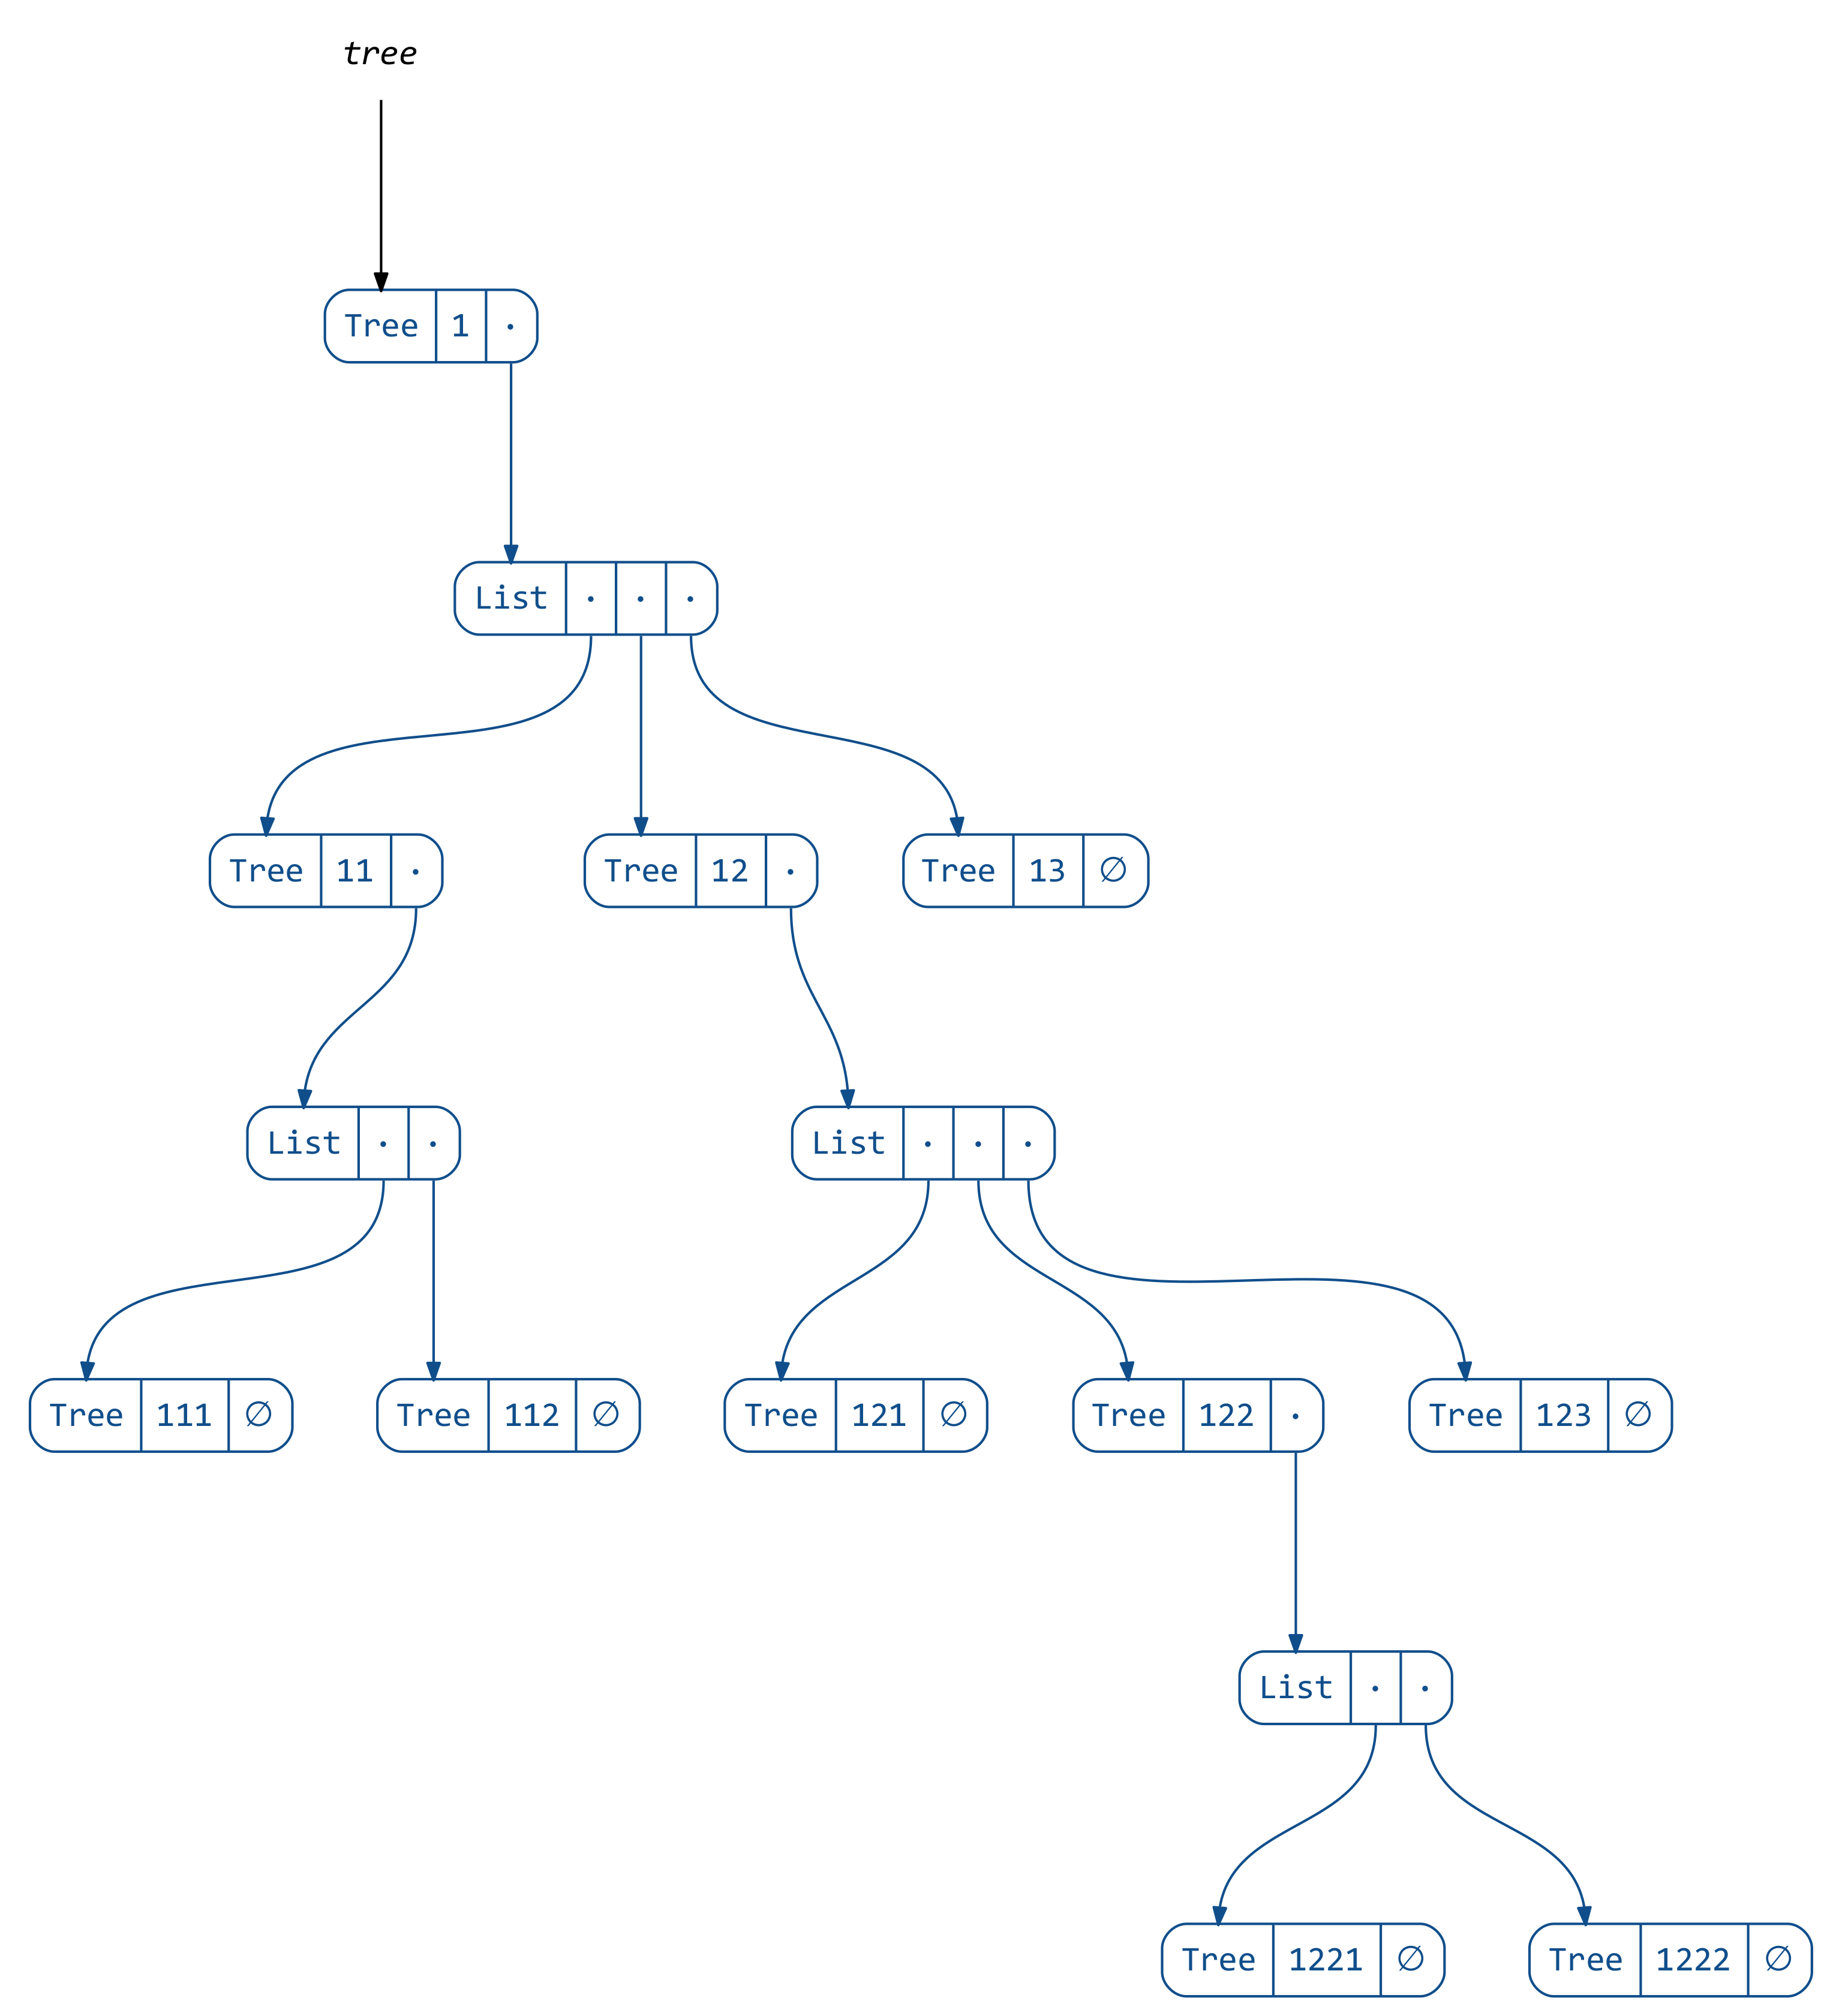 tree
Tree 1 ·
List · · ·
Tree 11 · Tree 12 · Tree 13 ∅
List · · List · · ·
Tree 111 ∅ Tree 112 ∅ Tree 121 ∅ Tree 122 · Tree 123 ∅
List · ·
Tree 1221 ∅ Tree 1222 ∅